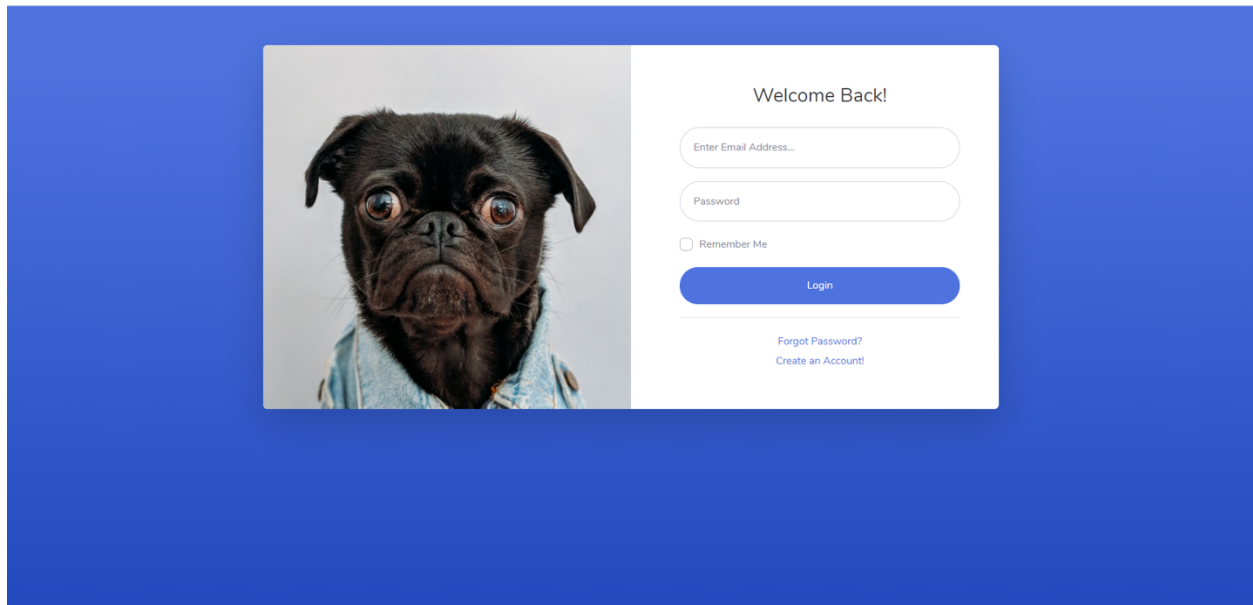 Welcome Back!
Enter Email Address...
Password
Remember Me
Login
Forgot Password?
Create an Account!